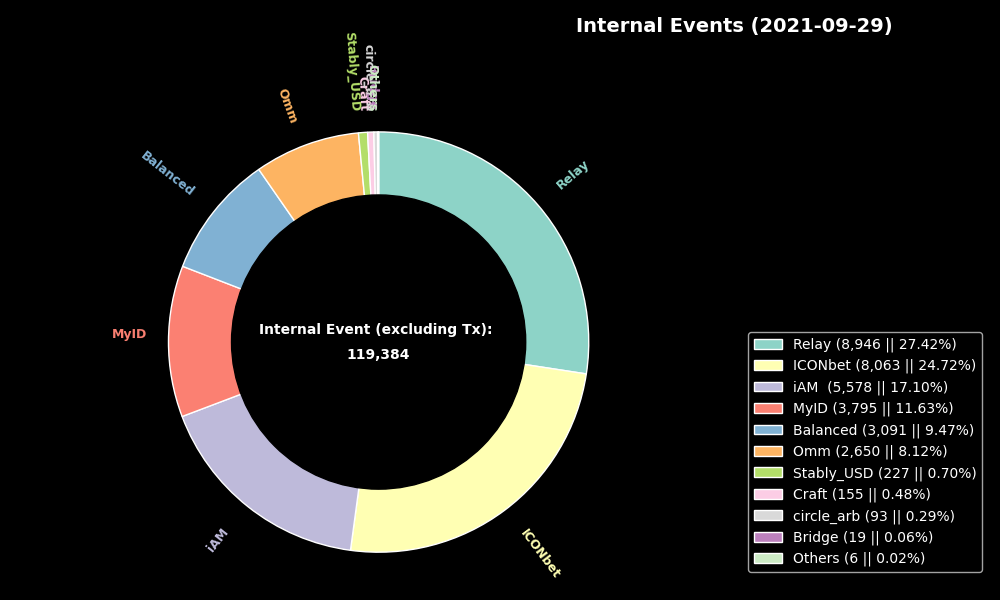 Internal Events (2021-09-29)
Stably_USD
circle_arb
Craft
Others
Omm
Balanced
Relay
MyID
Internal Event (excluding Tx):
119,384
iAM
ICONbet
Relay (8,946 || 27.42%)
ICONbet (8,063 || 24.72%)
iAM  (5,578 || 17.10%)
MyID (3,795 || 11.63%)
Balanced (3,091 || 9.47%)
Omm (2,650 || 8.12%)
Stably_USD (227 || 0.70%)
Craft (155 || 0.48%)
circle_arb (93 || 0.29%)
Bridge (19 || 0.06%)
Others (6 || 0.02%)